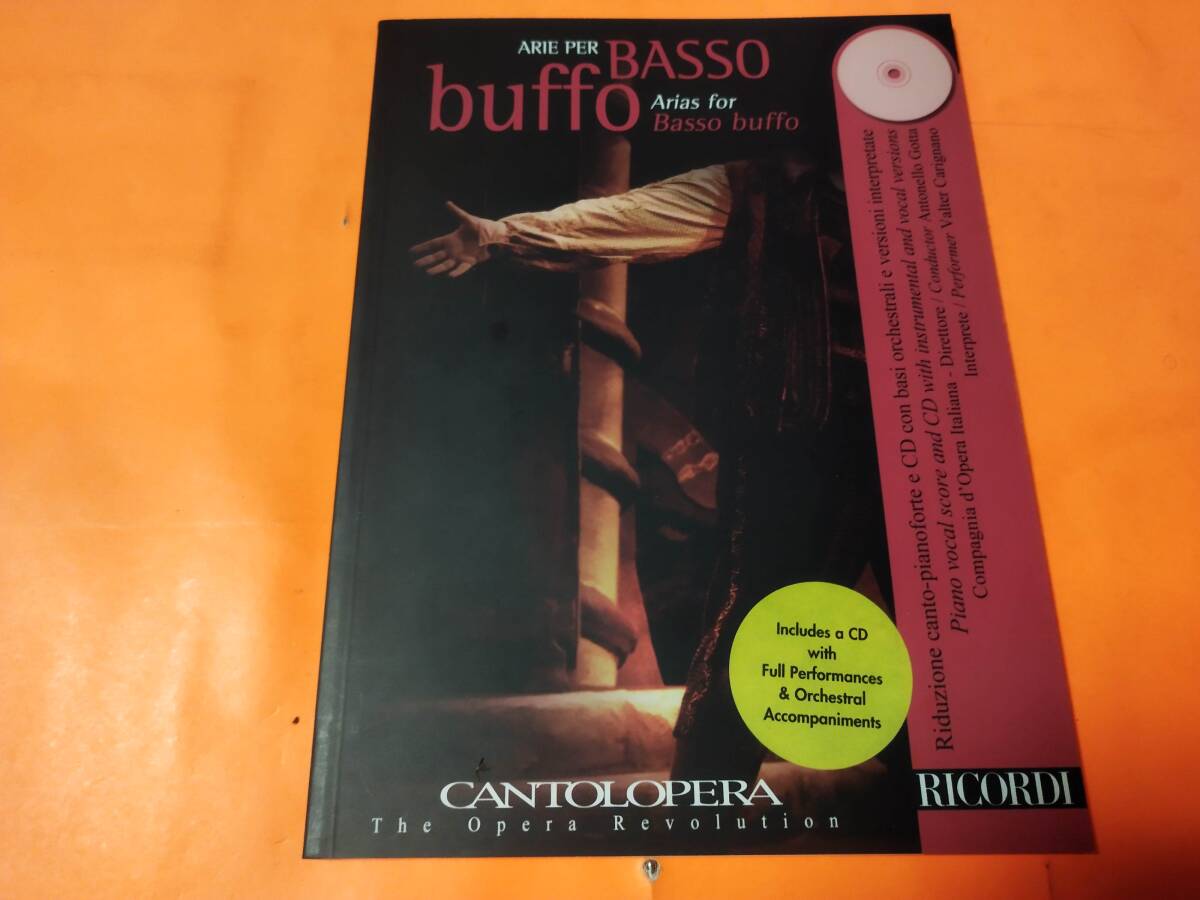 ARIE PER BASSO
buffo
Arias for
Basso buffo
Riduzione canto-pianoforte e CD con basi orchestrali e versioni interpretate
Piano vocal score and CD with instrumental and vocal versions
Compagnia d'Opera Italiana - Direttore / Conductor Antonello Gotta
Interprete / Performer Valter Carignano
Includes a CD
with
Full Performances
& Orchestral
Accompaniments
CANTOLOPERA
The Opera Revolution
RICORDI